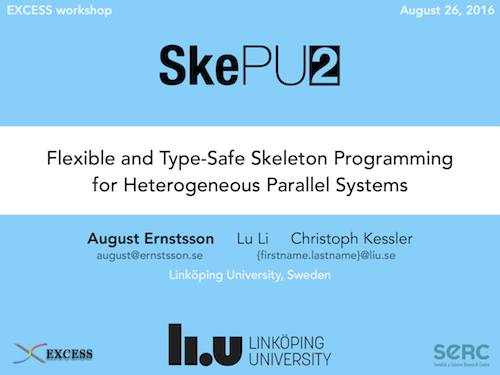 EXCESS workshop
August 26, 2016
SkePU2
Flexible and Type-Safe Skeleton Programming
for Heterogeneous Parallel Systems
August Ernstsson Lu Li Christoph Kessler
august@ernstsson.se {firstname.lastname}@liu.se
Linköping University, Sweden
EXCESS
li.u LINKÖPING
UNIVERSITY
serc